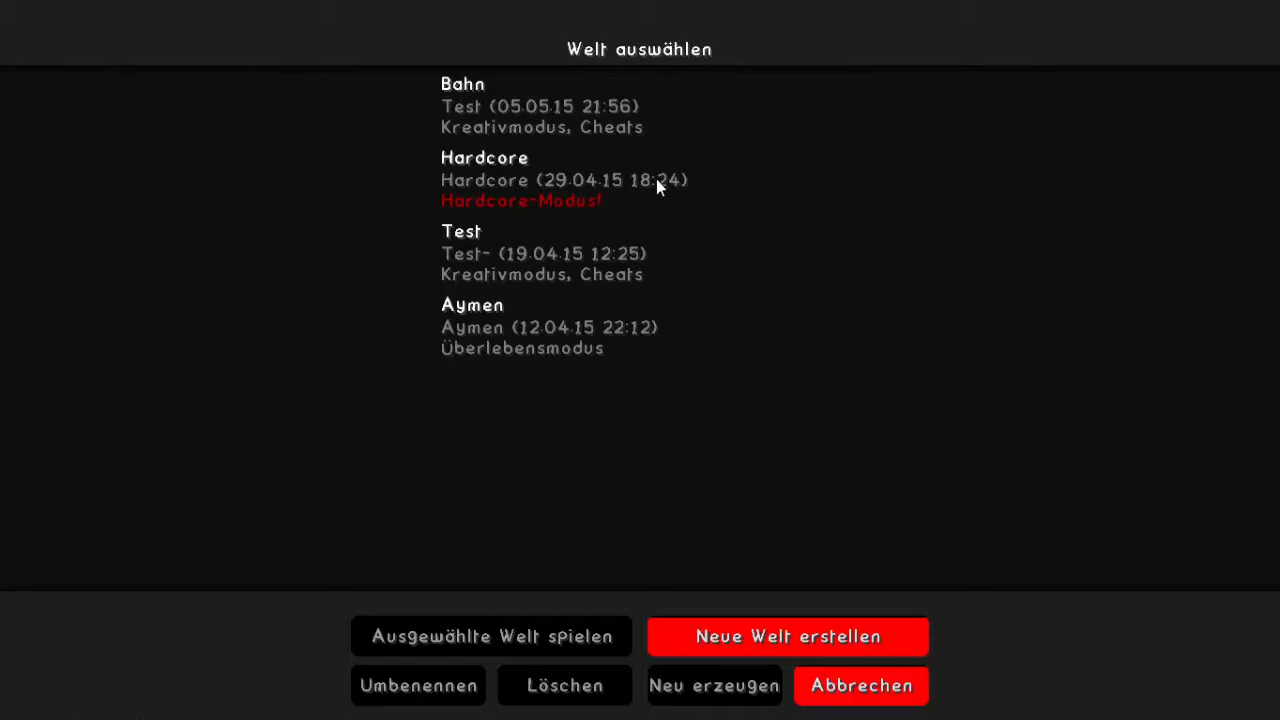 Welt auswählen
Bahn
Test (05.05.15 21:56)
Kreativmodus, Cheats
Hardcore
Hardcore (29.04.15 18:24)
Hardcore-Modus!
Test
Test- (19.04.15 12:25)
Kreativmodus, Cheats
Aymen
Aymen (12.04.15 22:12)
Überlebensmodus
Ausgewählte Welt spielen
Neue Welt erstellen
Umbenennen
Löschen
Neu erzeugen
Abbrechen